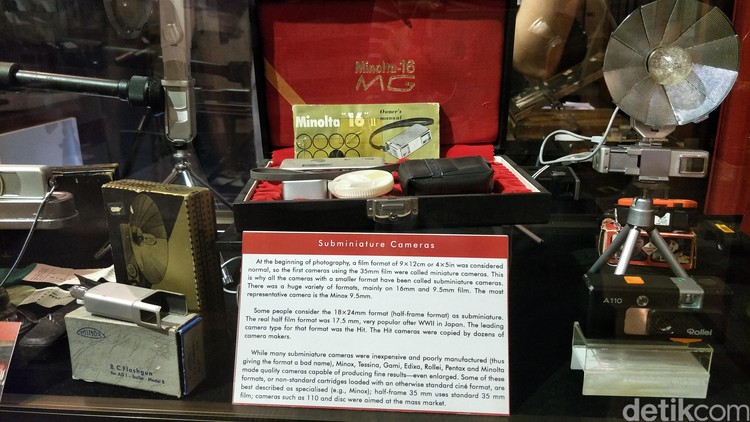 Minolta-16
MG
Minolta "16" II
Owner's
manual
Subminiature Cameras
At the beginning of photography, a film format of 9×12cm or 4×5in was considered
normal, so the first cameras using the 35mm film were called miniature cameras. This
is why all the cameras with a smaller format have been called subminiature cameras.
There was a huge variety of formats, mainly on 16mm and 9.5mm film. The most
representative camera is the Minox 9.5mm.
Some people consider the 18×24mm format (half-frame format) as subminiature.
The real half film format was 17.5 mm, very popular after WWII in Japan. The leading
camera type for that format was the Hit. The Hit cameras were copied by dozens of
camera makers.
While many subminiature cameras were inexpensive and poorly manufactured (thus
giving the format a bad name), Minox, Tessina, Gami, Edixa, Rollei, Pentax and Minolta
made quality cameras capable of producing fine results—even enlarged. Some of these
formats, or non-standard cartridges loaded with an otherwise standard ciné format, are
best described as specialised (e.g., Minox); half-frame 35 mm uses standard 35 mm
film; cameras such as 110 and disc were aimed at the mass market.
MINOX
B.C. Flashgun
A110
Rollei
detikcom